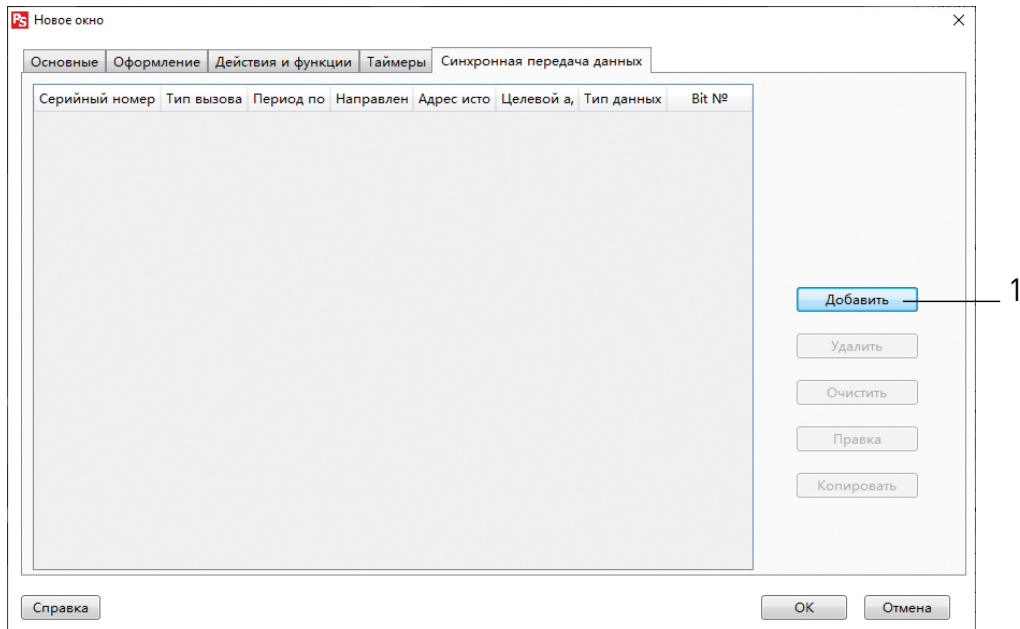 PS Новое окно
Основные Оформление Действия и функции Таймеры Синхронная передача данных
Серийный номер Тип вызова Период по Направлен Адрес исто Целевой а, Тип данных Bit №
Добавить 1
Удалить
Очистить
Правка
Копировать
Справка OK Отмена